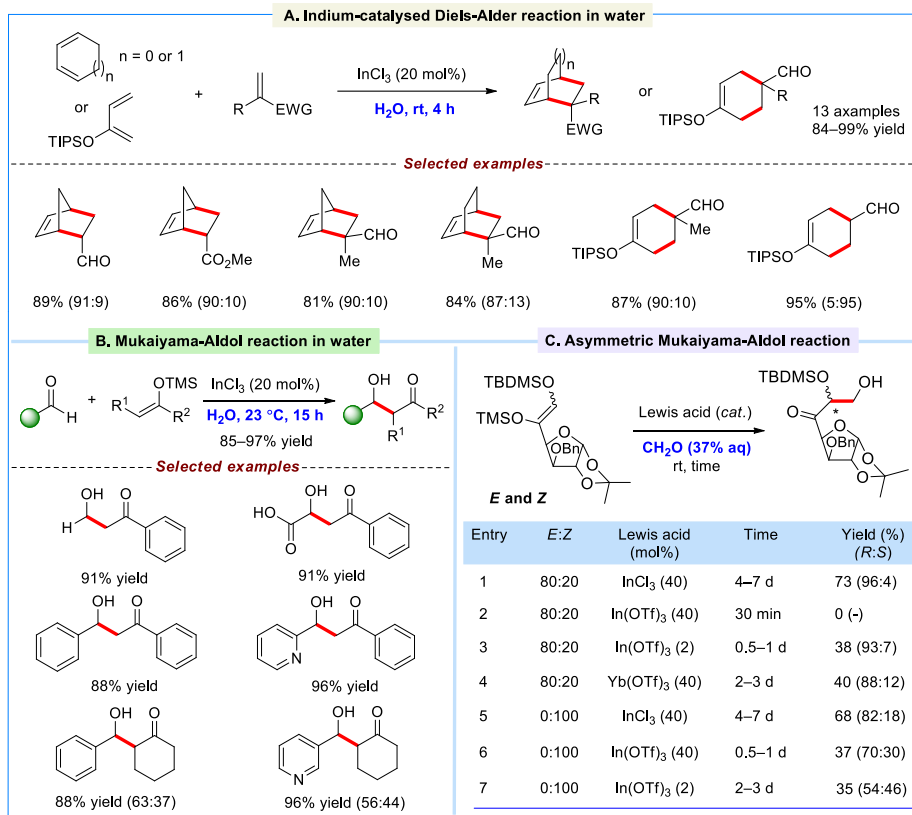 A. Indium-catalysed Diels-Alder reaction in water
n = 0 or 1
n
or
TIPSO
+
R
EWG
InCl3 (20 mol%)
H2O, rt, 4 h
n
R
EWG
or
CHO
R
TIPSO
13 axamples
84–99% yield
Selected examples
CHO
CO2Me
CHO
Me
CHO
Me
CHO
Me
TIPSO
CHO
TIPSO
89% (91:9)
86% (90:10)
81% (90:10)
84% (87:13)
87% (90:10)
95% (5:95)
B. Mukaiyama-Aldol reaction in water
O
H
+
OTMS
R1
R2
InCl3 (20 mol%)
H2O, 23 °C, 15 h
85–97% yield
OH
O
R2
R1
Selected examples
OH
O
H
91% yield
OH
O
HO
O
91% yield
OH
O
88% yield
OH
O
N
96% yield
OH
O
88% yield (63:37)
OH
O
N
96% yield (56:44)
C. Asymmetric Mukaiyama-Aldol reaction
TBDMSO
TMSO
O
OBn
O
O
E and Z
Lewis acid (cat.)
CH2O (37% aq)
rt, time
TBDMSO
OH
O
*
O
OBn
O
O
Entry E:Z Lewis acid (mol%) Time Yield (%) (R:S)
1 80:20 InCl3 (40) 4–7 d 73 (96:4)
2 80:20 In(OTf)3 (40) 30 min 0 (-)
3 80:20 In(OTf)3 (2) 0.5–1 d 38 (93:7)
4 80:20 Yb(OTf)3 (40) 2–3 d 40 (88:12)
5 0:100 InCl3 (40) 4–7 d 68 (82:18)
6 0:100 In(OTf)3 (40) 0.5–1 d 37 (70:30)
7 0:100 In(OTf)3 (2) 2–3 d 35 (54:46)